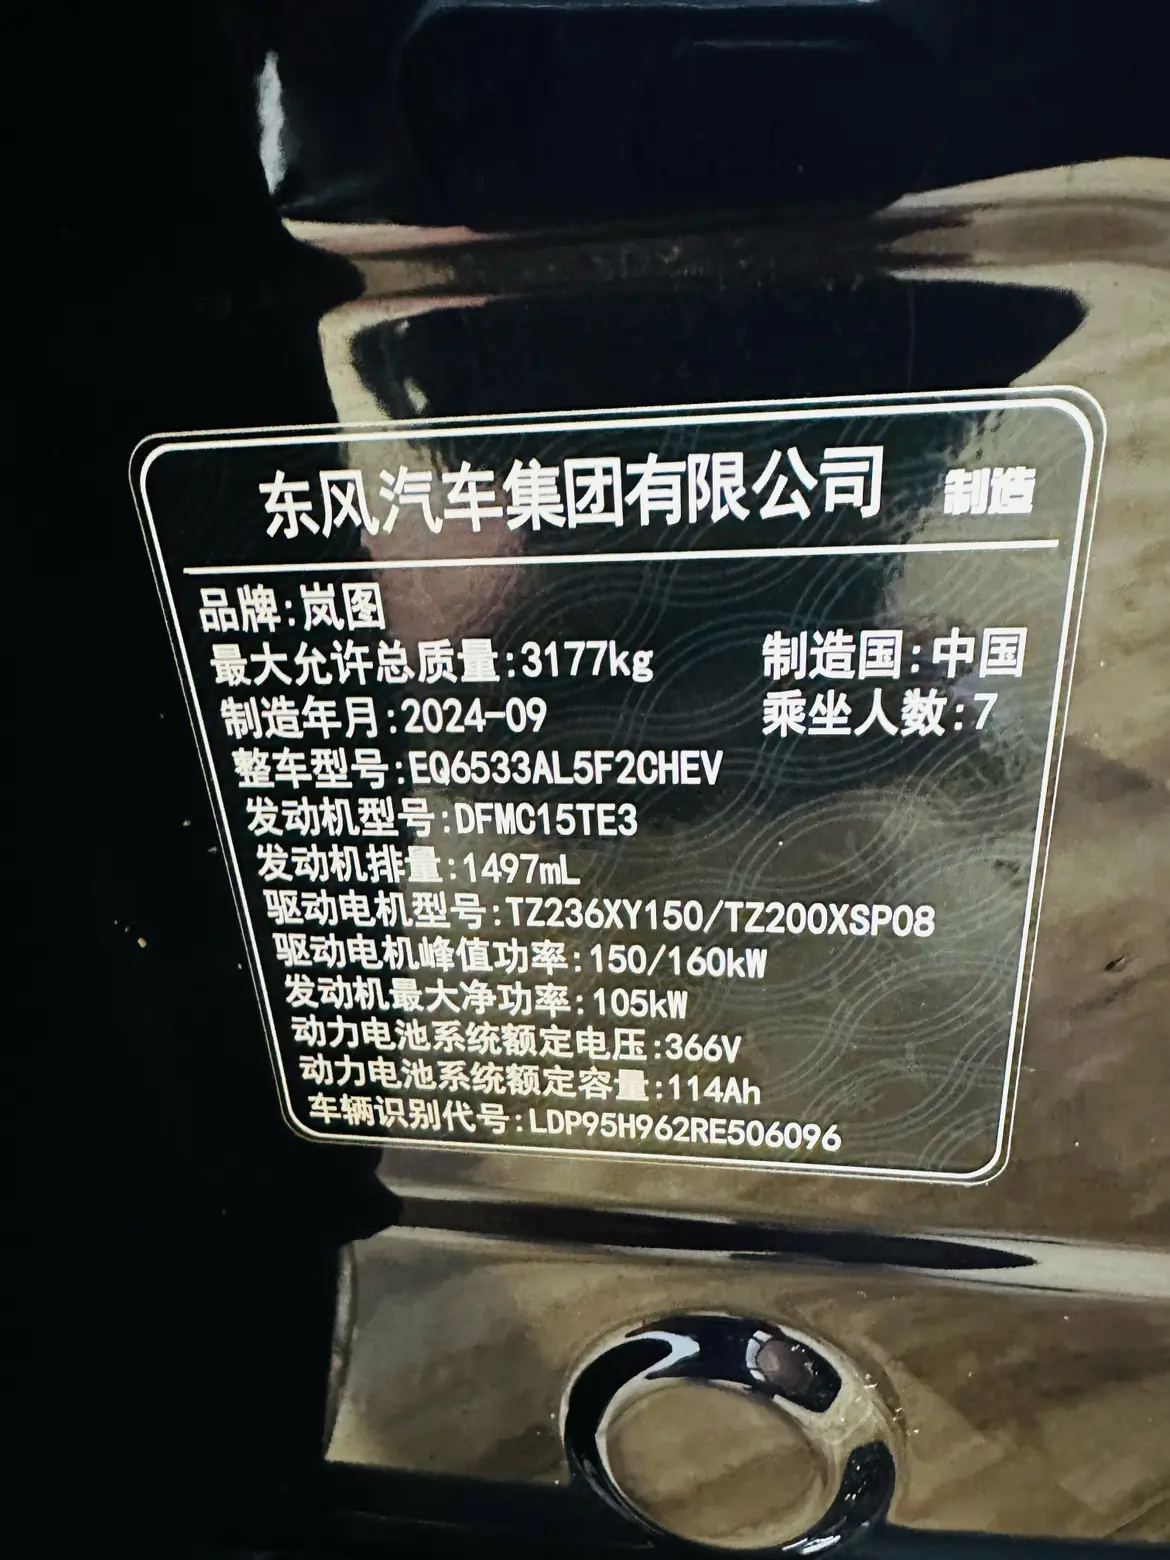 东风汽车集团有限公司 制造
品牌:岚图
最大允许总质量:3177kg 制造国:中国
制造年月:2024-09 乘坐人数:7
整车型号:EQ6533AL5F2CHEV
发动机型号:DFMC15TE3
发动机排量:1497mL
驱动电机型号:TZ236XY150/TZ200XSP08
驱动电机峰值功率:150/160kW
发动机最大净功率:105kW
动力电池系统额定电压:366V
动力电池系统额定容量:114Ah
车辆识别代号:LDP95H962RE506096